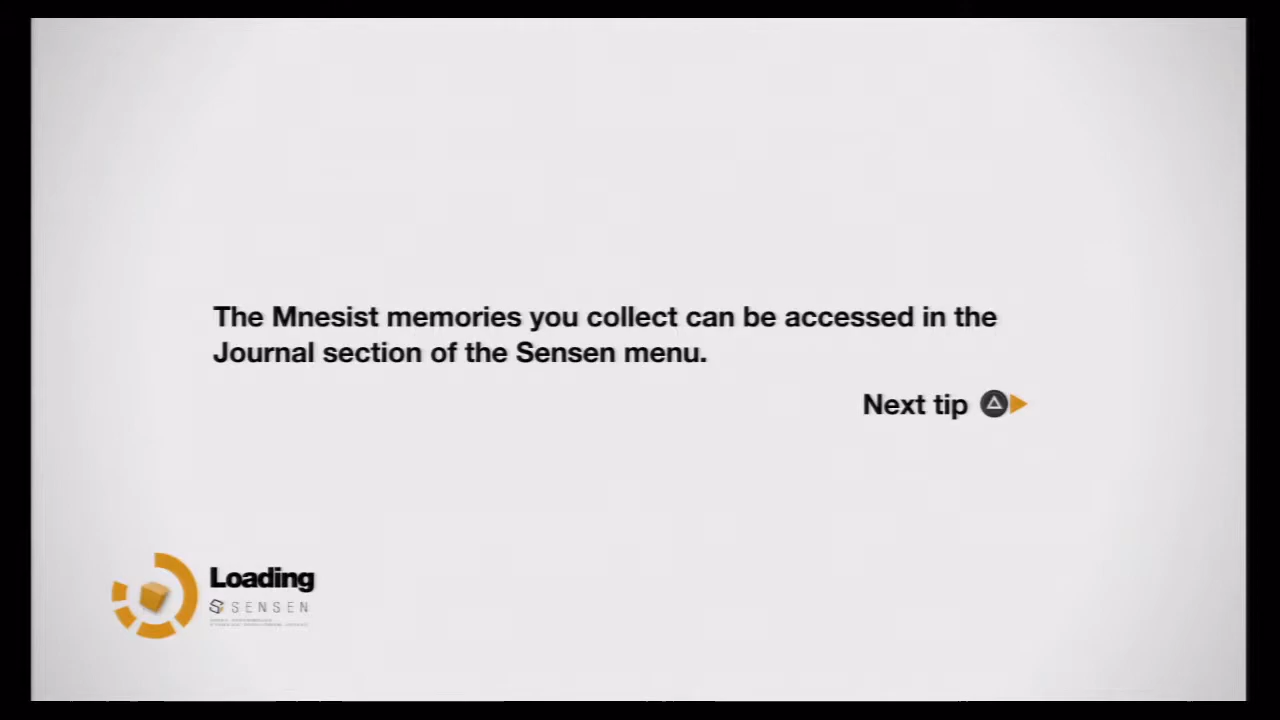 The Mnesist memories you collect can be accessed in the
Journal section of the Sensen menu.
Next tip
Loading
SENSEN